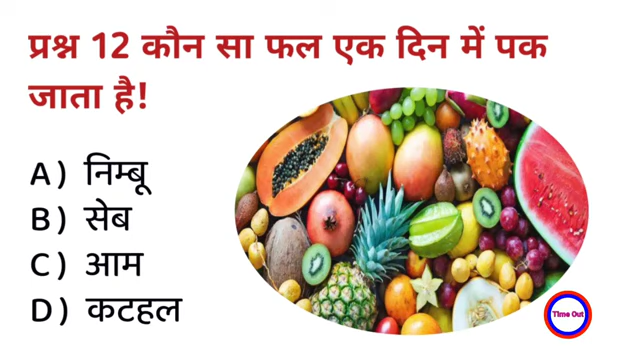 प्रश्न 12 कौन सा फल एक दिन में पक
जाता है!
A) निम्बू
B) सेब
C) आम
D) कटहल
Time Out